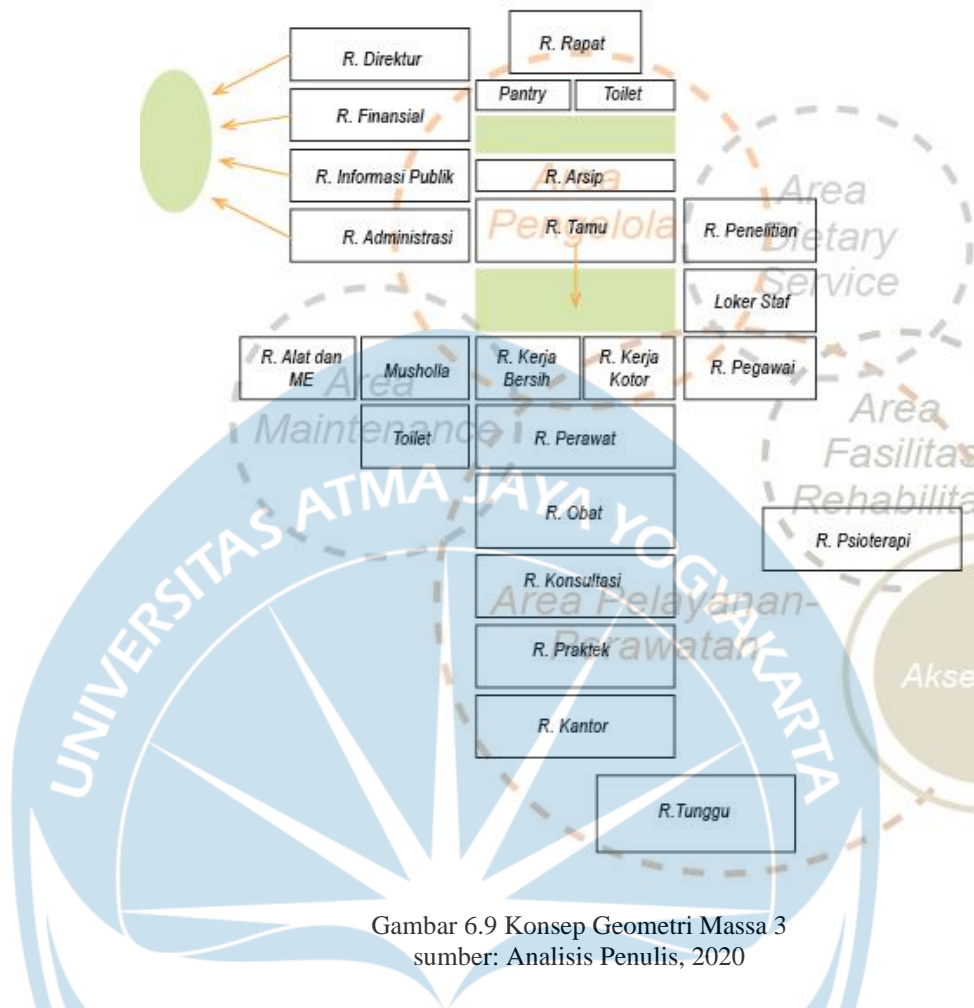 R. Rapat
R. Direktur
Pantry
Toilet
R. Finansial
R. Informasi Publik
R. Arsip
Area
Pengelola
R. Administrasi
R. Tamu
R. Penelitian
Area
Dietary
Service
Loker Staf
R. Alat dan
ME
Musholla
R. Kerja
Bersih
R. Kerja
Kotor
R. Pegawai
Area
Maintenance
Toilet
R. Perawat
Area
Fasilitas
Rehabilita
R. Obat
R. Psioterapi
R. Konsultasi
Area Pelayanan-
Perawatan
R. Praktek
Akse
R. Kantor
R.Tunggu
UNIVERSITAS ATMA JAYA YOGYAKARTA
Gambar 6.9 Konsep Geometri Massa 3
sumber: Analisis Penulis, 2020